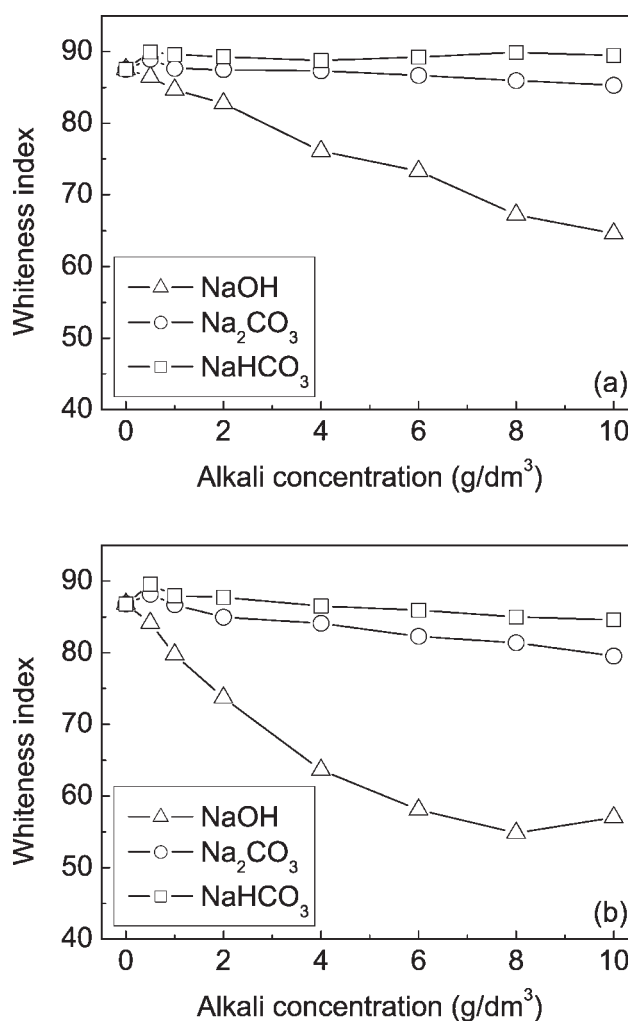 90
80
70
60
50
40
Whiteness index
NaOH
Na₂CO₃
NaHCO₃
(a)
0 2 4 6 8 10
Alkali concentration (g/dm³)
90
80
70
60
50
40
Whiteness index
NaOH
Na₂CO₃
NaHCO₃
(b)
0 2 4 6 8 10
Alkali concentration (g/dm³)